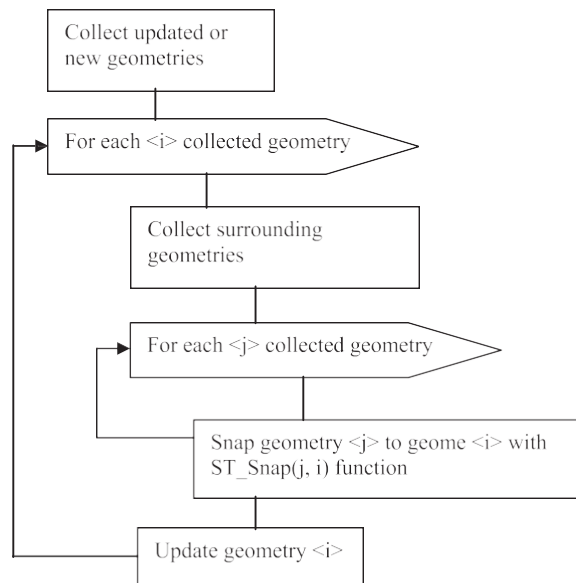 Collect updated or
new geometries
For each <i> collected geometry
Collect surrounding
geometries
For each <j> collected geometry
Snap geometry <j> to geome <i> with
ST_Snap(j, i) function
Update geometry <i>